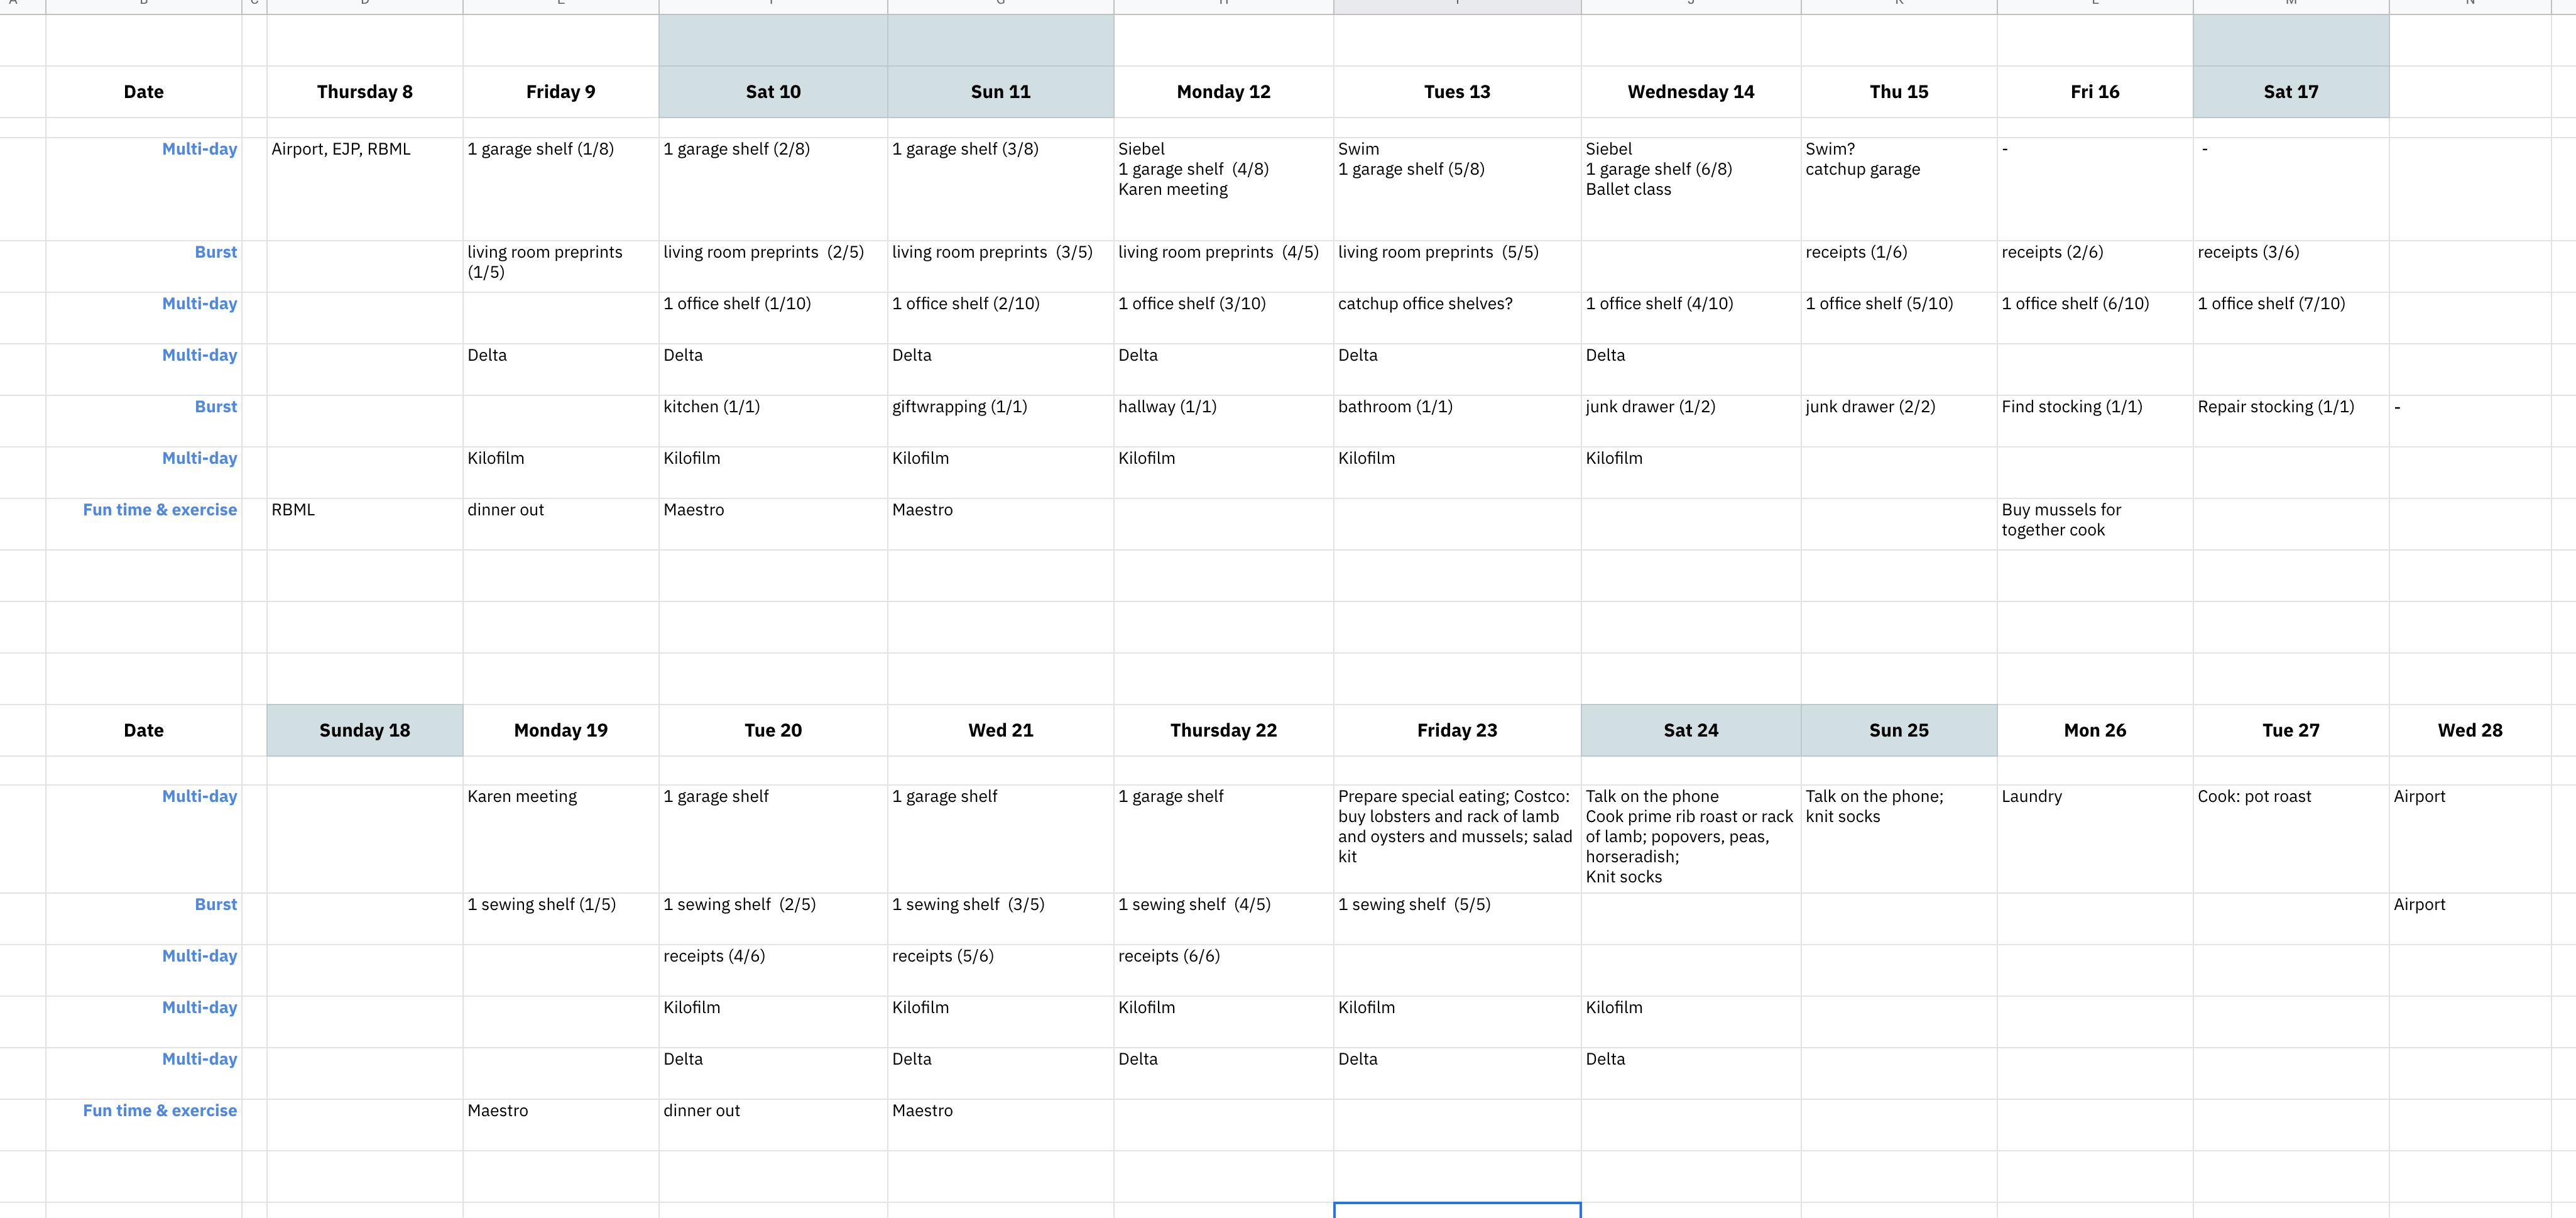 Date Thursday 8 Friday 9 Sat 10 Sun 11 Monday 12 Tues 13 Wednesday 14 Thu 15 Fri 16 Sat 17
Multi-day Airport, EJP, RBML 1 garage shelf (1/8) 1 garage shelf (2/8) 1 garage shelf (3/8) Siebel Swim Siebel Swim? - -
1 garage shelf (4/8) 1 garage shelf (5/8) 1 garage shelf (6/8) catchup garage
Karen meeting Ballet class
Burst living room preprints living room preprints (2/5) living room preprints (3/5) living room preprints (4/5) living room preprints (5/5) receipts (1/6) receipts (2/6) receipts (3/6)
(1/5)
Multi-day 1 office shelf (1/10) 1 office shelf (2/10) 1 office shelf (3/10) catchup office shelves? 1 office shelf (4/10) 1 office shelf (5/10) 1 office shelf (6/10) 1 office shelf (7/10)
Multi-day Delta Delta Delta Delta Delta Delta
Burst kitchen (1/1) giftwrapping (1/1) hallway (1/1) bathroom (1/1) junk drawer (1/2) junk drawer (2/2) Find stocking (1/1) Repair stocking (1/1) -
Multi-day Kilofilm Kilofilm Kilofilm Kilofilm Kilofilm Kilofilm
Fun time & exercise RBML dinner out Maestro Maestro Buy mussels for
together cook
Date Sunday 18 Monday 19 Tue 20 Wed 21 Thursday 22 Friday 23 Sat 24 Sun 25 Mon 26 Tue 27 Wed 28
Multi-day Karen meeting 1 garage shelf 1 garage shelf 1 garage shelf Prepare special eating; Costco: Talk on the phone Talk on the phone; Laundry Cook: pot roast Airport
buy lobsters and rack of lamb Cook prime rib roast or rack knit socks
and oysters and mussels; salad of lamb; popovers, peas,
kit horseradish;
Knit socks
Burst 1 sewing shelf (1/5) 1 sewing shelf (2/5) 1 sewing shelf (3/5) 1 sewing shelf (4/5) 1 sewing shelf (5/5) Airport
Multi-day receipts (4/6) receipts (5/6) receipts (6/6)
Multi-day Kilofilm Kilofilm Kilofilm Kilofilm Kilofilm
Multi-day Delta Delta Delta Delta Delta
Fun time & exercise Maestro dinner out Maestro